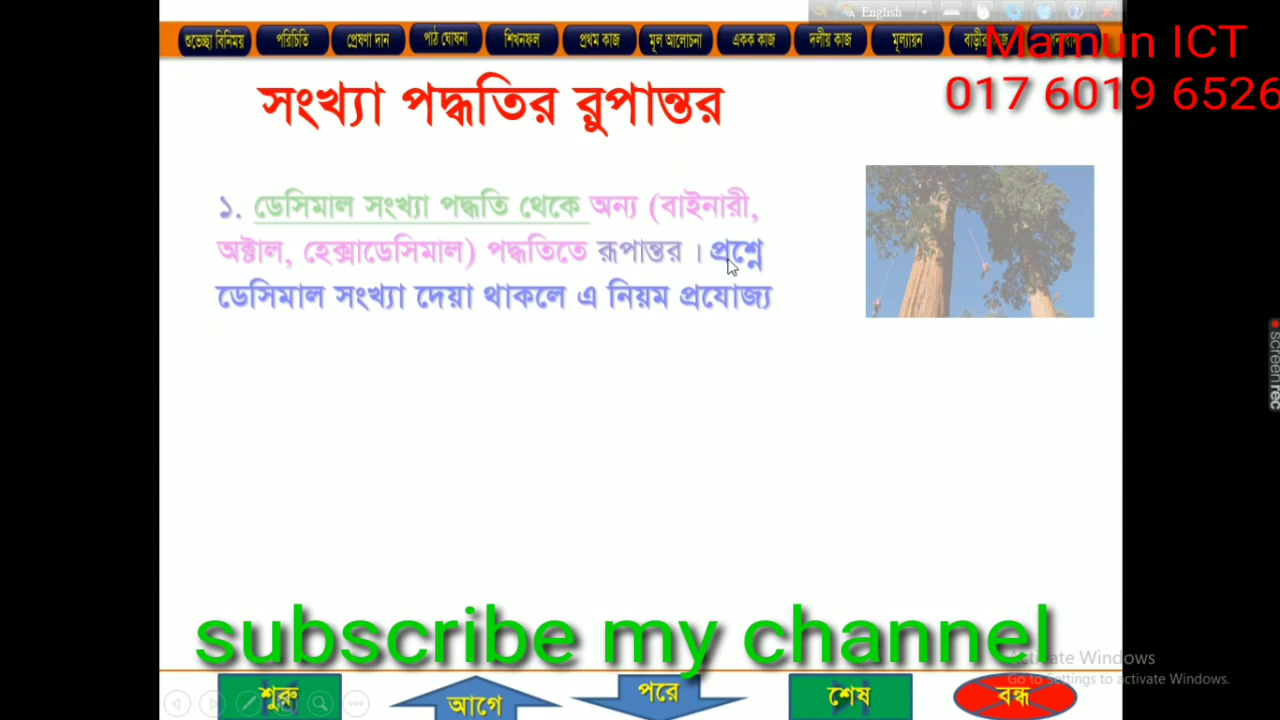 English
শুভেচ্ছা বিনিময় পরিচিতি প্রেষণা দান পাঠ ঘোষনা শিখনফল প্রথম কাজ মূল আলোচনা একক কাজ দলীয় কাজ মূল্যায়ন
Mamun ICT
017 6019 6526
সংখ্যা পদ্ধতির রুপান্তর
১. ডেসিমাল সংখ্যা পদ্ধতি থেকে অন্য (বাইনারী,
অক্টাল, হেক্সাডেসিমাল) পদ্ধতিতে রূপান্তর । প্রশ্নে
ডেসিমাল সংখ্যা দেয়া থাকলে এ নিয়ম প্রযোজ্য
screenrec
subscribe my channel
Activate Windows
Go to Settings to activate Windows.
শুরু আগে পরে শেষ বন্ধ